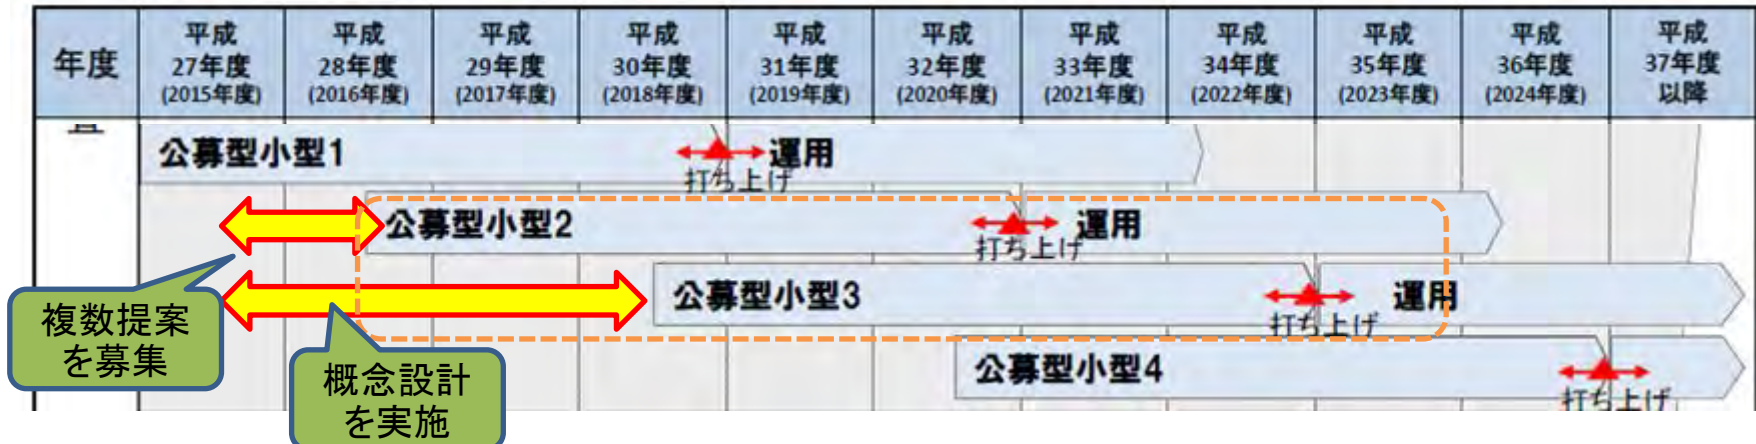 年度
平成
27年度
(2015年度)
平成
28年度
(2016年度)
平成
29年度
(2017年度)
平成
30年度
(2018年度)
平成
31年度
(2019年度)
平成
32年度
(2020年度)
平成
33年度
(2021年度)
平成
34年度
(2022年度)
平成
35年度
(2023年度)
平成
36年度
(2024年度)
平成
37年度
以降
公募型小型1
打ち上げ
運用
公募型小型2
打ち上げ
運用
公募型小型3
打ち上げ
運用
公募型小型4
打ち上げ
複数提案
を募集
概念設計
を実施